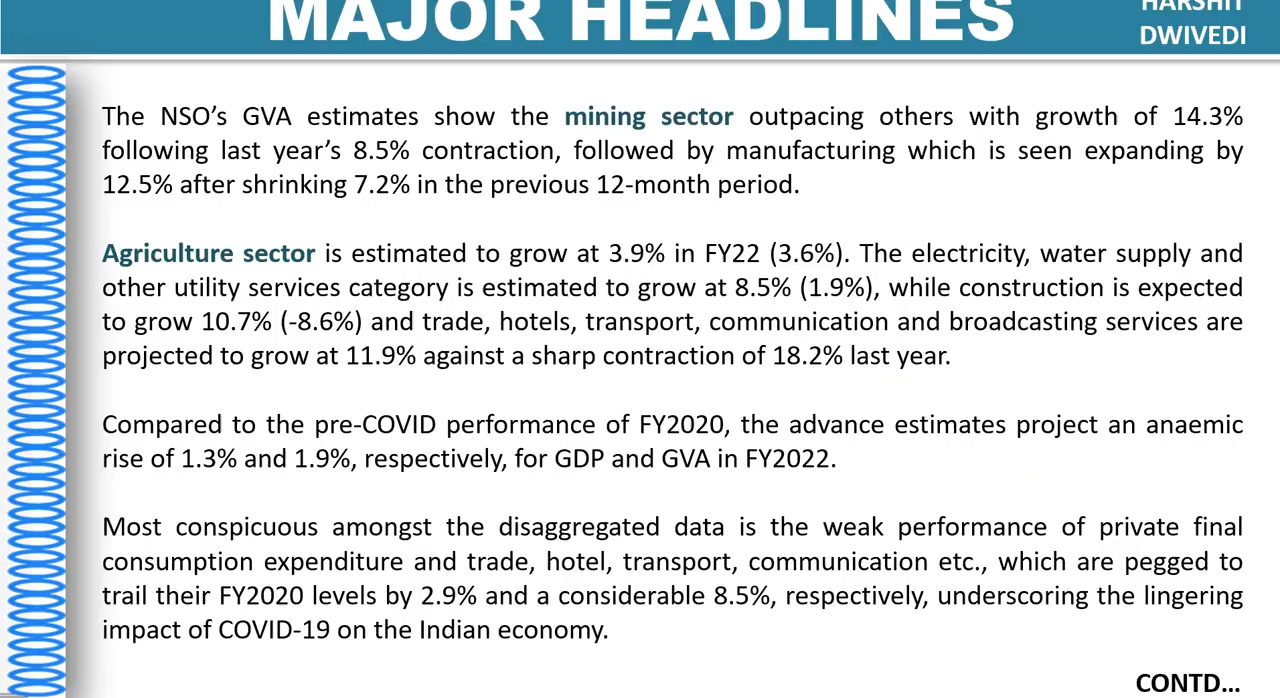 MAJOR HEADLINES
HARSHIT
DWIVEDI
The NSO’s GVA estimates show the mining sector outpacing others with growth of 14.3%
following last year’s 8.5% contraction, followed by manufacturing which is seen expanding by
12.5% after shrinking 7.2% in the previous 12-month period.
Agriculture sector is estimated to grow at 3.9% in FY22 (3.6%). The electricity, water supply and
other utility services category is estimated to grow at 8.5% (1.9%), while construction is expected
to grow 10.7% (-8.6%) and trade, hotels, transport, communication and broadcasting services are
projected to grow at 11.9% against a sharp contraction of 18.2% last year.
Compared to the pre-COVID performance of FY2020, the advance estimates project an anaemic
rise of 1.3% and 1.9%, respectively, for GDP and GVA in FY2022.
Most conspicuous amongst the disaggregated data is the weak performance of private final
consumption expenditure and trade, hotel, transport, communication etc., which are pegged to
trail their FY2020 levels by 2.9% and a considerable 8.5%, respectively, underscoring the lingering
impact of COVID-19 on the Indian economy.
CONTD...